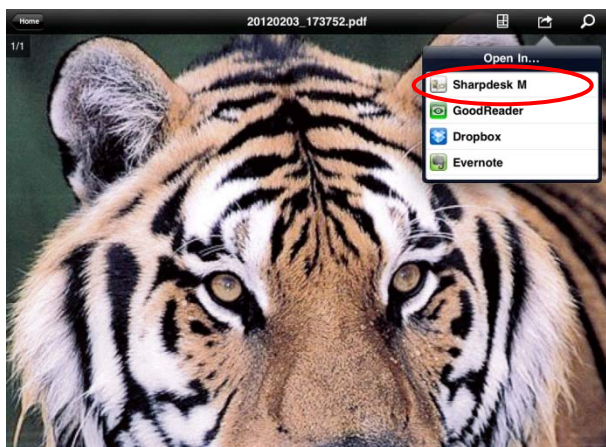 Home
20120203_173752.pdf
1/1
Open In...
Sharpdesk M
GoodReader
Dropbox
Evernote